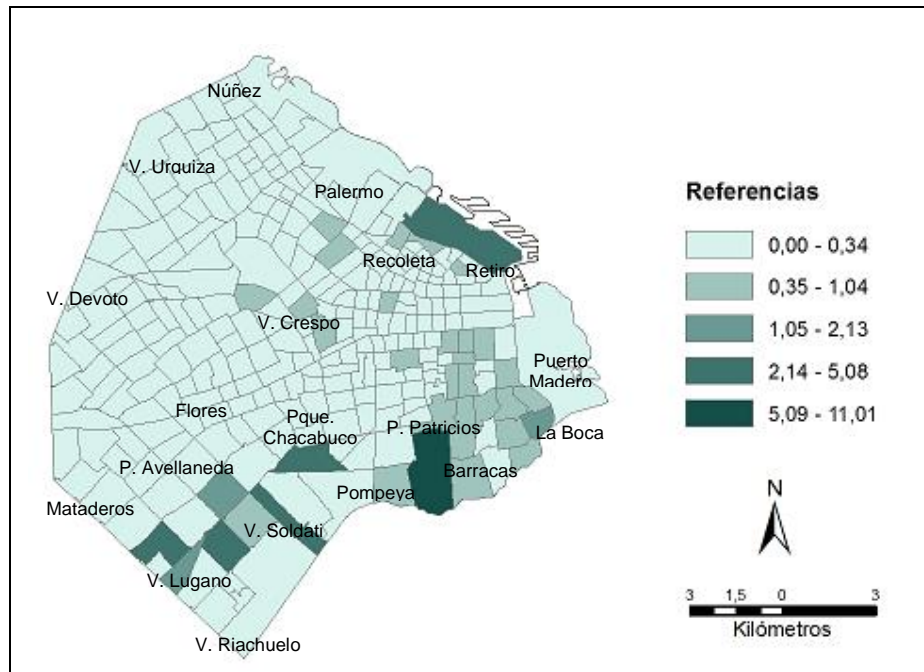 Núñez
V. Urquiza
Palermo
Recoleta
Retiro
V. Devoto
V. Crespo
Puerto
Madero
Flores
Pque.
Chacabuco
P. Patricios
La Boca
P. Avellaneda
Barracas
Pompeya
Mataderos
V. Soldati
V. Lugano
V. Riachuelo
Referencias
0,00 - 0,34
0,35 - 1,04
1,05 - 2,13
2,14 - 5,08
5,09 - 11,01
N
3 1,5 0 3
Kilómetros